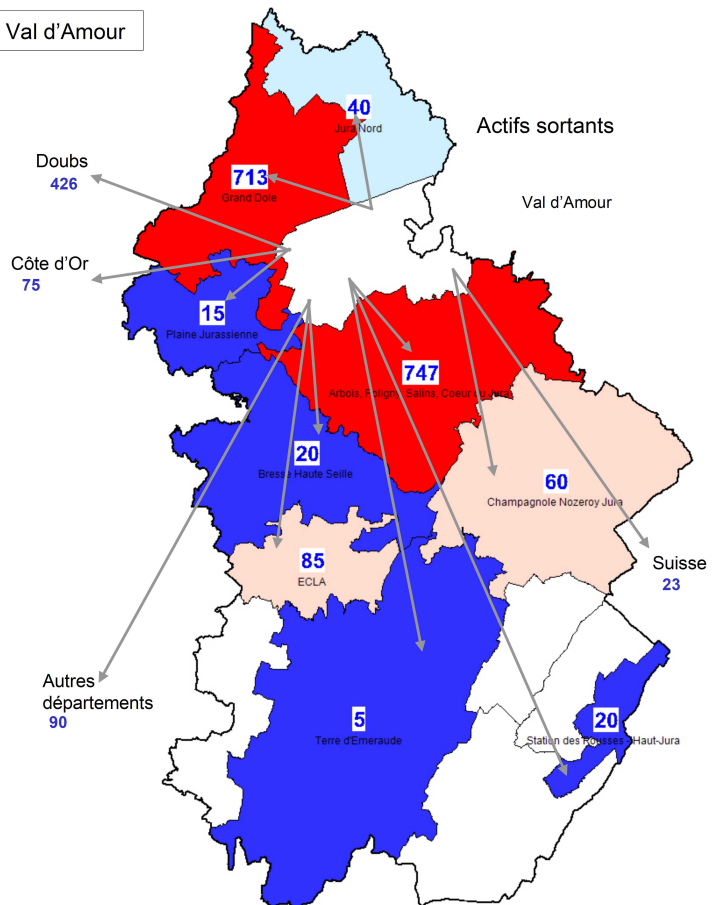 Val d’Amour
40
Jura Nord
Actifs sortants
Doubs
426
713
Grand Dole
Val d’Amour
Côte d’Or
75
15
Plaine Jurassienne
747
Arbois, Poligny, Salins, Coeur du Jura
20
Bresse Haute Seille
60
Champagnole Nozeroy Jura
85
ECLA
Suisse
23
Autres
départements
90
5
Terre d'Emeraude
20
Station des Rousses - Haut-Jura